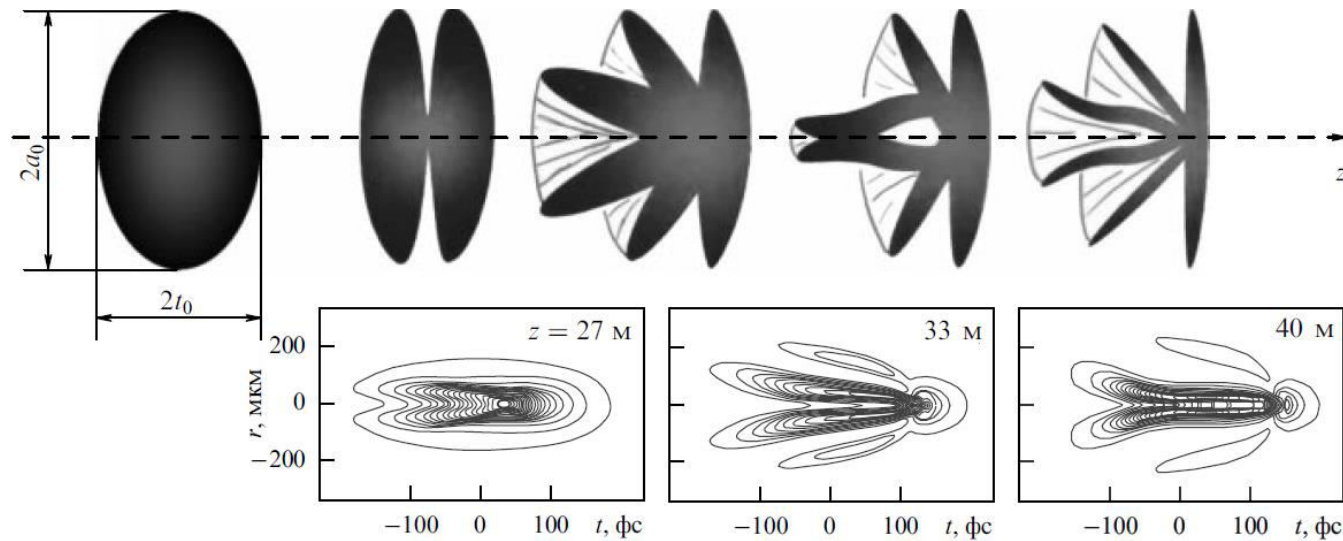 2a₀
z
2t₀
z = 27 м
33 м
40 м
r, мкм
200
0
−200
−100 0 100 t, фс
−100 0 100 t, фс
−100 0 100 t, фс